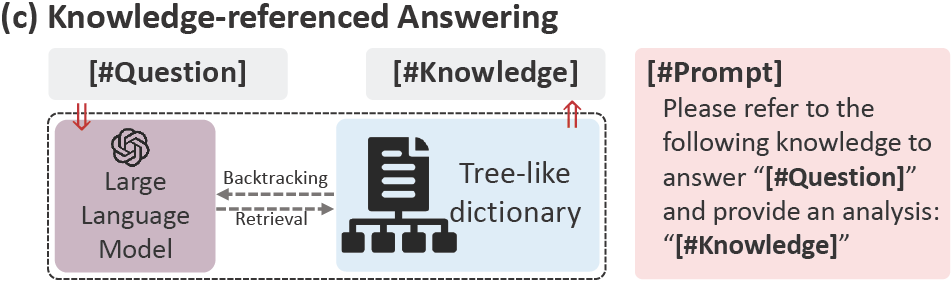 (c) Knowledge-referenced Answering
[#Question]
[#Knowledge]
Large
Language
Model
Backtracking
Retrieval
Tree-like
dictionary
[#Prompt]
Please refer to the
following knowledge to
answer “[#Question]”
and provide an analysis:
“[#Knowledge]”